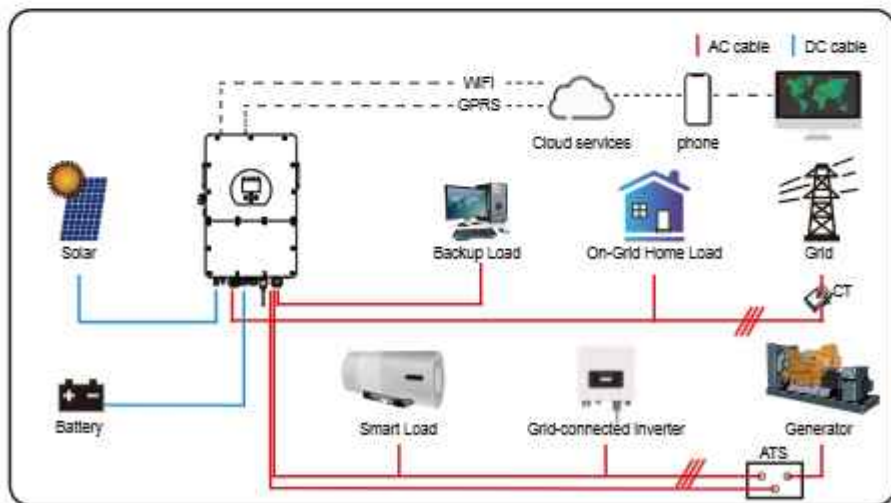 AC cable
DC cable
WIFI
GPRS
Cloud services
phone
Solar
Backup Load
On-Grid Home Load
Grid
CT
Battery
Smart Load
Grid-connected Inverter
Generator
ATS